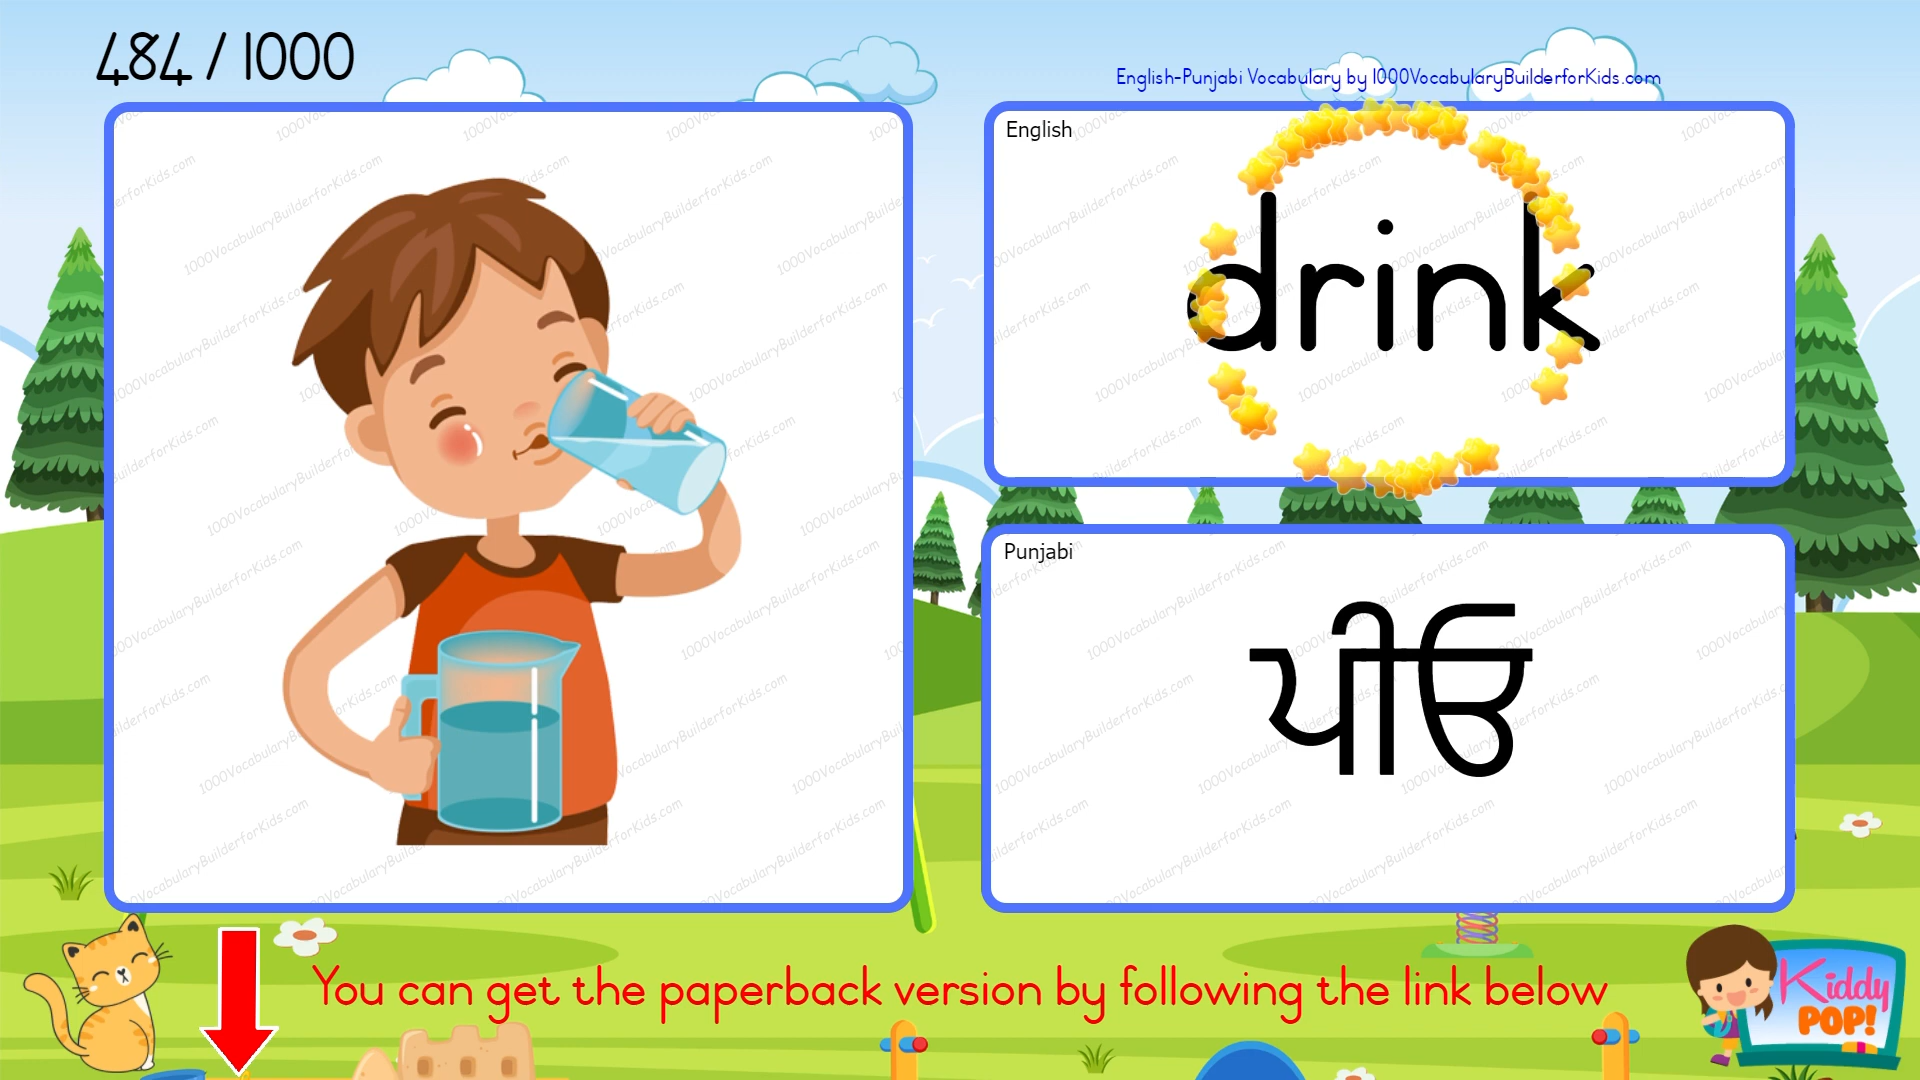 484 / 1000
English-Punjabi Vocabulary by 1000VocabularyBuilderforKids.com
English
drink
Punjabi
ਪੀਓ
You can get the paperback version by following the link below
Kiddy
POP!